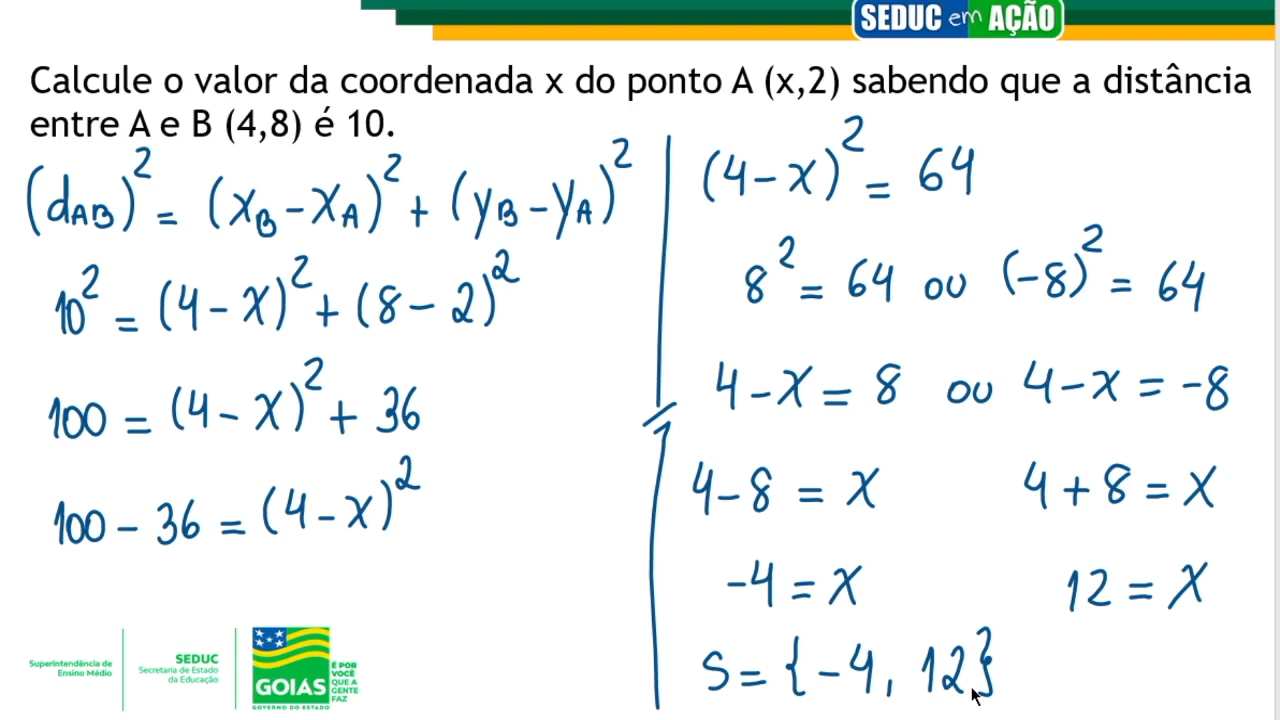 SEDUC em AÇÃO
Calcule o valor da coordenada x do ponto A (x,2) sabendo que a distância
entre A e B (4,8) é 10.
(dAB)² = (xB - xA)² + (yB - yA)²
10² = (4 - x)² + (8 - 2)²
100 = (4 - x)² + 36
100 - 36 = (4 - x)²
(4 - x)² = 64
8² = 64 ou (-8)² = 64
4 - x = 8 ou 4 - x = -8
4 - 8 = x 4 + 8 = x
-4 = x 12 = x
S = {-4, 12}
Superintendência de
Ensino Médio
SEDUC
Secretaria de Estado
da Educação
GOIÁS
GOVERNO DO ESTADO
É POR
VOCÊ
QUE A
GENTE
FAZ